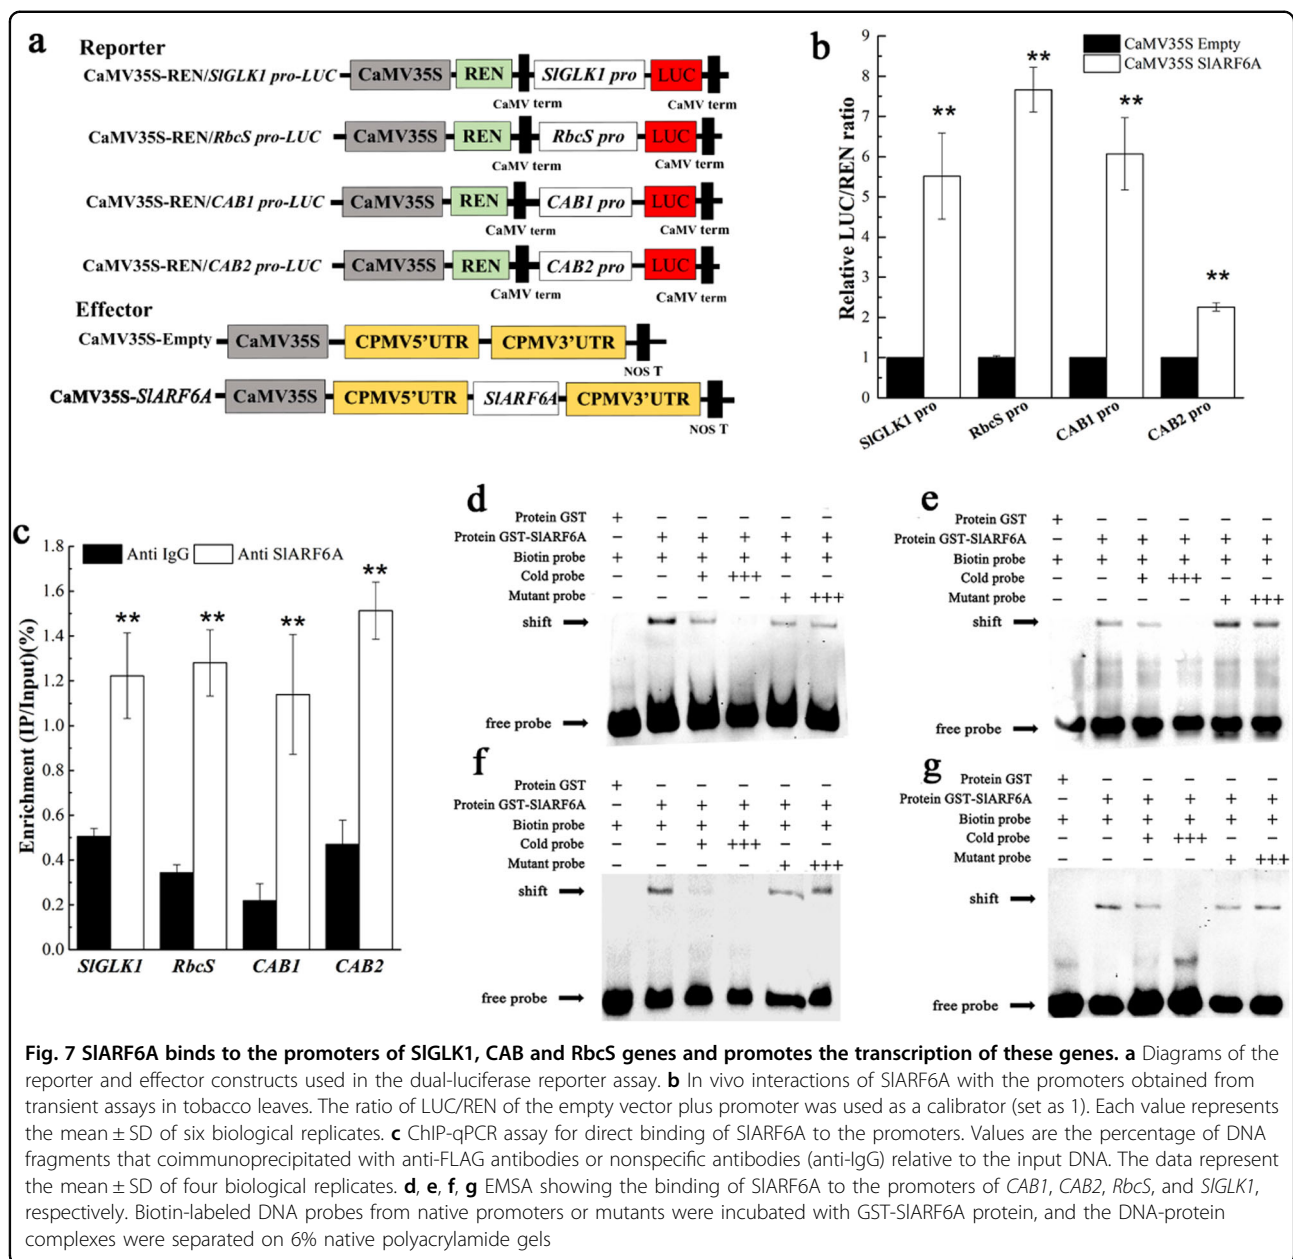 a
Reporter
CaMV35S-REN/SlGLK1 pro-LUC CaMV35S REN SlGLK1 pro LUC
CaMV term CaMV term
CaMV35S-REN/RbcS pro-LUC CaMV35S REN RbcS pro LUC
CaMV term CaMV term
CaMV35S-REN/CAB1 pro-LUC CaMV35S REN CAB1 pro LUC
CaMV term CaMV term
CaMV35S-REN/CAB2 pro-LUC CaMV35S REN CAB2 pro LUC
CaMV term CaMV term
Effector
CaMV35S-Empty CaMV35S CPMV5'UTR CPMV3'UTR
NOS T
CaMV35S-SlARF6A CaMV35S CPMV5'UTR SlARF6A CPMV3'UTR
NOS T
b
CaMV35S Empty
CaMV35S SlARF6A
Relative LUC/REN ratio
9
8
7
6
5
4
3
2
1
0
** ** ** **
SlGLK1 pro RbcS pro CAB1 pro CAB2 pro
c
Anti IgG Anti SlARF6A
Enrichment (IP/Input)(%)
1.8
1.6
1.4
1.2
1.0
0.8
0.6
0.4
0.2
0.0
** ** ** **
SlGLK1 RbcS CAB1 CAB2
d
Protein GST + − − − − −
Protein GST-SlARF6A − + + + + +
Biotin probe + + + + + +
Cold probe − − + +++ − −
Mutant probe − − − − + +++
shift
free probe
e
Protein GST + − − − − −
Protein GST-SlARF6A − + + + + +
Biotin probe + + + + + +
Cold probe − − + +++ − −
Mutant probe − − − − + +++
shift
free probe
f
Protein GST + − − − − −
Protein GST-SlARF6A − + + + + +
Biotin probe + + + + + +
Cold probe − − + +++ − −
Mutant probe − − − − + +++
shift
free probe
g
Protein GST + − − − − −
Protein GST-SlARF6A − + + + + +
Biotin probe + + + + + +
Cold probe − − + +++ − −
Mutant probe − − − − + +++
shift
free probe
Fig. 7 SlARF6A binds to the promoters of SlGLK1, CAB and RbcS genes and promotes the transcription of these genes. a Diagrams of the
reporter and effector constructs used in the dual-luciferase reporter assay. b In vivo interactions of SlARF6A with the promoters obtained from
transient assays in tobacco leaves. The ratio of LUC/REN of the empty vector plus promoter was used as a calibrator (set as 1). Each value represents
the mean ± SD of six biological replicates. c ChIP-qPCR assay for direct binding of SlARF6A to the promoters. Values are the percentage of DNA
fragments that coimmunoprecipitated with anti-FLAG antibodies or nonspecific antibodies (anti-IgG) relative to the input DNA. The data represent
the mean ± SD of four biological replicates. d, e, f, g EMSA showing the binding of SlARF6A to the promoters of CAB1, CAB2, RbcS, and SlGLK1,
respectively. Biotin-labeled DNA probes from native promoters or mutants were incubated with GST-SlARF6A protein, and the DNA-protein
complexes were separated on 6% native polyacrylamide gels